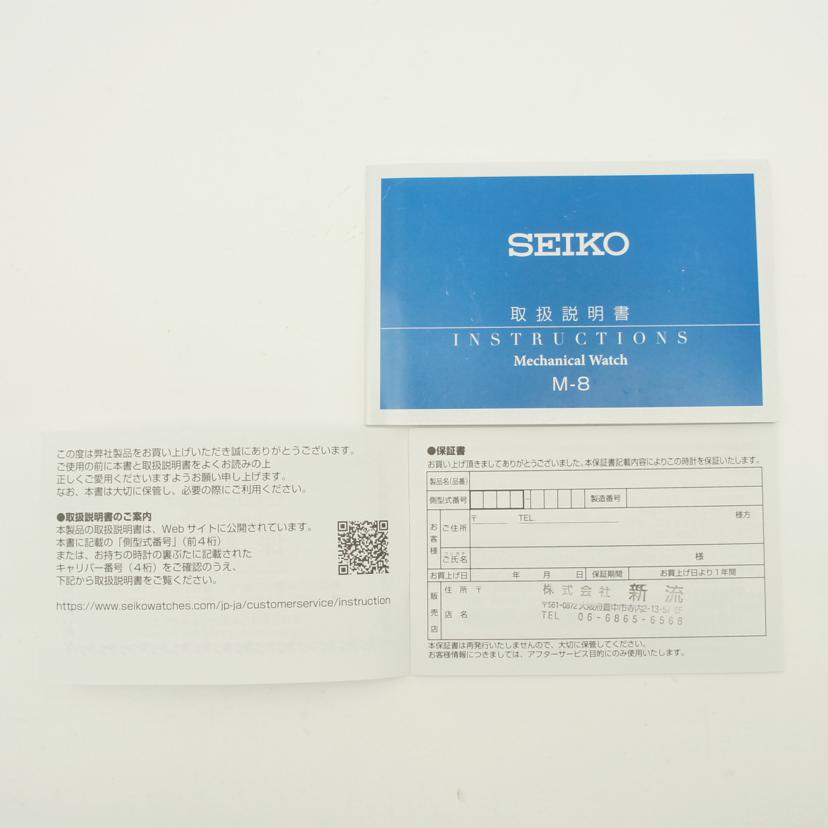 SEIKO
取扱説明書
INSTRUCTIONS
Mechanical Watch
M-8
この度は弊社製品をお買い上げいただき誠にありがとうございます。
ご使用の前に本書と取扱説明書をよくお読みの上
正しくご愛用くださいますようお願い申し上げます。
なお、本書は大切に保管し、必要の際にご利用ください。
●取扱説明書のご案内
本製品の取扱説明書は、Webサイトに公開されています。
本書に記載の「側型式番号」（前4桁）
または、お持ちの時計の裏ぶたに記載された
キャリバー番号（4桁）をご確認のうえ、
下記から取扱説明書をご覧ください。
https://www.seikowatches.com/jp-ja/customerservice/instruction
●保証書
お買い上げ頂きましてありがとうございました。本保証書記載内容によりこの時計を保証いたします。
製品名(品番)
側型式番号 - 製造番号
お客様 ご住所 〒 TEL 様方
ご氏名 様
お買上げ日 年 月 日 保証期間 お買上げ日より1年間
販売店 住所 〒 株式会社 新流
〒561-0872 大阪府豊中市寺内2-13-57 5F
店名 TEL 06-6865-6568
本保証書は再発行いたしませんので、大切に保管してください。
お客様情報につきましては、アフターサービス目的にのみ使用いたします。